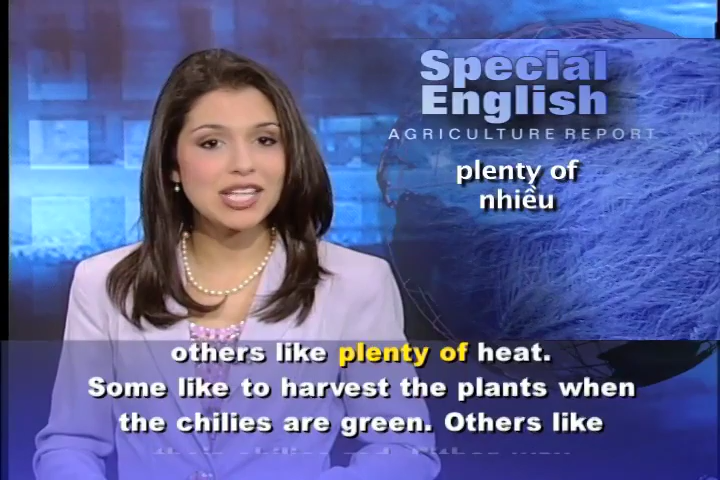 Special
English
AGRICULTURE REPORT
plenty of
nhiều
others like plenty of heat.
Some like to harvest the plants when
the chilies are green. Others like